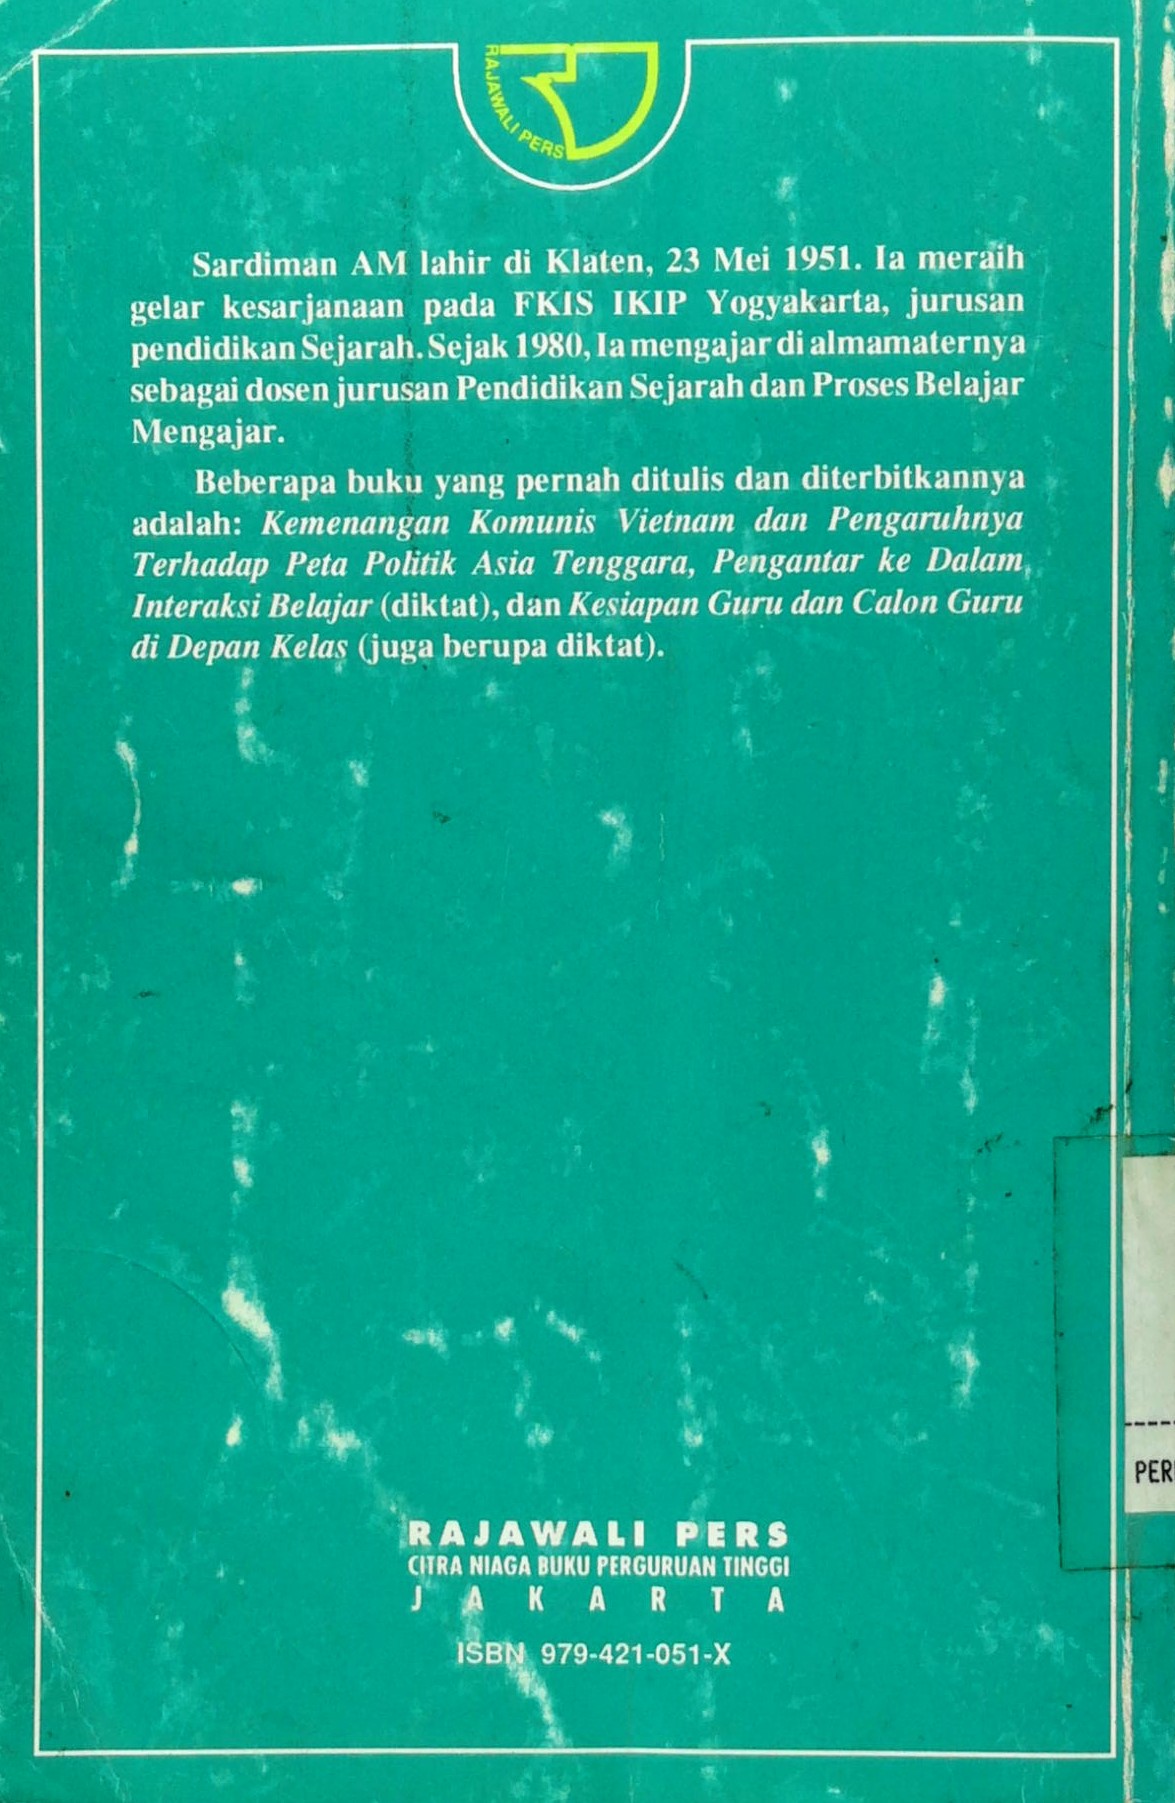 RAJAWALI PERS
Sardiman AM lahir di Klaten, 23 Mei 1951. Ia meraih
gelar kesarjanaan pada FKIS IKIP Yogyakarta, jurusan
pendidikan Sejarah. Sejak 1980, Ia mengajar di almamaternya
sebagai dosen jurusan Pendidikan Sejarah dan Proses Belajar
Mengajar.
Beberapa buku yang pernah ditulis dan diterbitkannya
adalah: Kemenangan Komunis Vietnam dan Pengaruhnya
Terhadap Peta Politik Asia Tenggara, Pengantar ke Dalam
Interaksi Belajar (diktat), dan Kesiapan Guru dan Calon Guru
di Depan Kelas (juga berupa diktat).
PER
RAJAWALI PERS
CITRA NIAGA BUKU PERGURUAN TINGGI
JAKARTA
ISBN 979-421-051-X